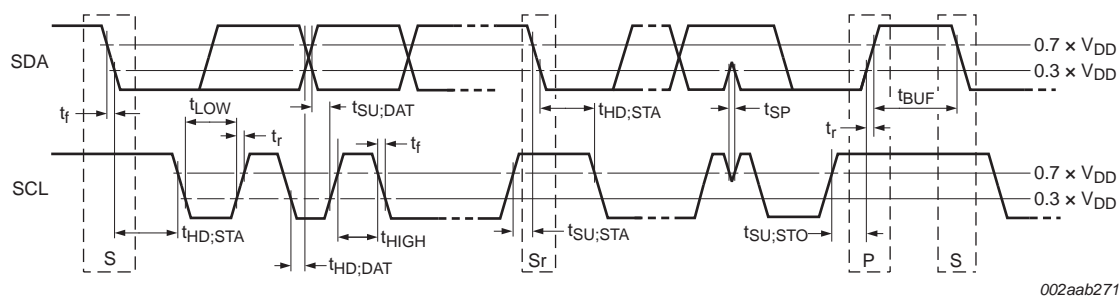 SDA
0.7 × VDD
0.3 × VDD
tf
tLOW
tr
tSU;DAT
tf
tHD;STA
tSP
tr
tBUF
SCL
0.7 × VDD
0.3 × VDD
tHD;STA
tHD;DAT
tHIGH
tSU;STA
tSU;STO
S
Sr
P
S
002aab271